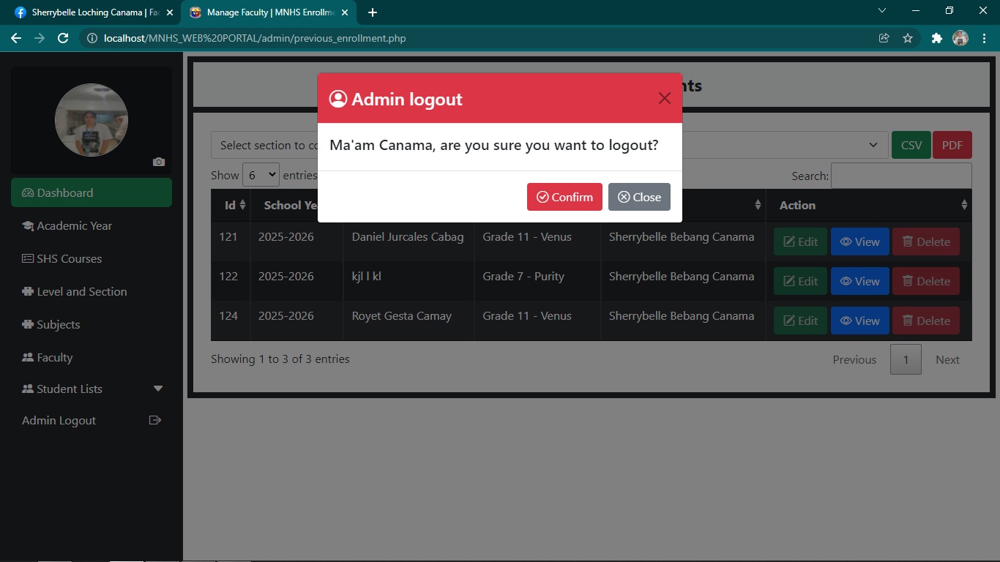 Sherrybelle Loching Canama | Fac
Manage Faculty | MNHS Enrollme
localhost/MNHS_WEB%20PORTAL/admin/previous_enrollment.php
Dashboard
Academic Year
SHS Courses
Level and Section
Subjects
Faculty
Student Lists
Admin Logout
nts
Admin logout
Ma'am Canama, are you sure you want to logout?
Confirm Close
Select section to co
CSV PDF
Show 6 entries
Search:
Id School Ye Action
121 2025-2026 Daniel Jurcales Cabag Grade 11 - Venus Sherrybelle Bebang Canama Edit View Delete
122 2025-2026 kjl l kl Grade 7 - Purity Sherrybelle Bebang Canama Edit View Delete
124 2025-2026 Royet Gesta Camay Grade 11 - Venus Sherrybelle Bebang Canama Edit View Delete
Showing 1 to 3 of 3 entries
Previous 1 Next